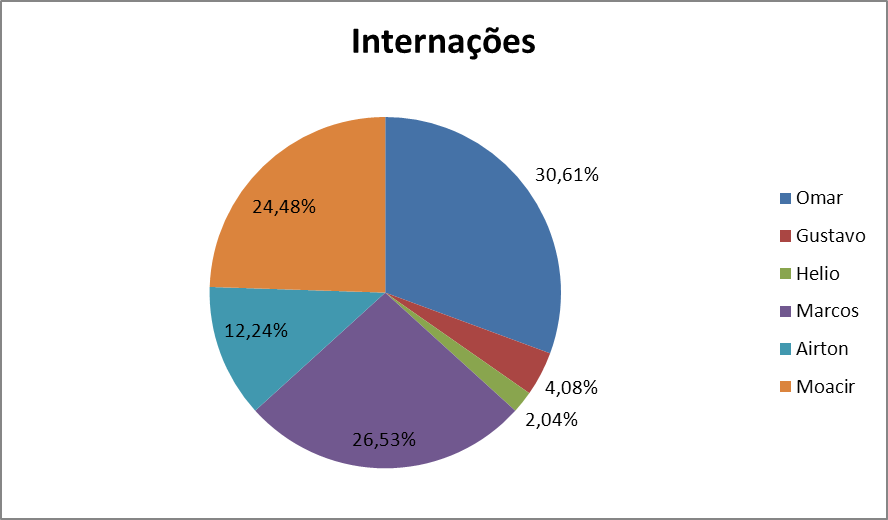 Internações
30,61%
4,08%
2,04%
26,53%
12,24%
24,48%
Omar
Gustavo
Helio
Marcos
Airton
Moacir